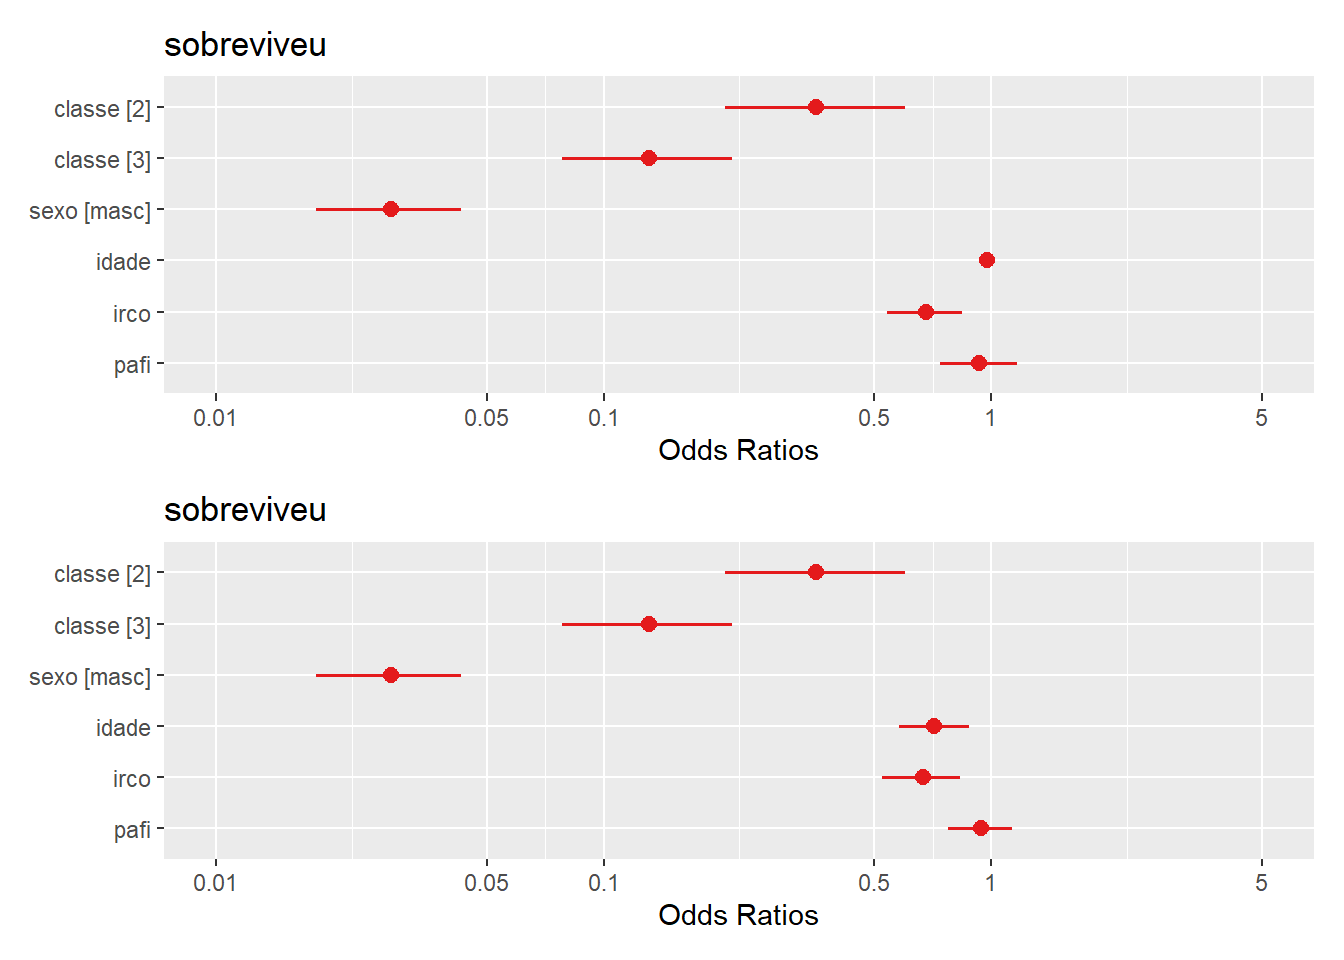 sobreviveu
classe [2]
classe [3]
sexo [masc]
idade
irco
pafi
0.01 0.05 0.1 0.5 1 5
Odds Ratios
sobreviveu
classe [2]
classe [3]
sexo [masc]
idade
irco
pafi
0.01 0.05 0.1 0.5 1 5
Odds Ratios